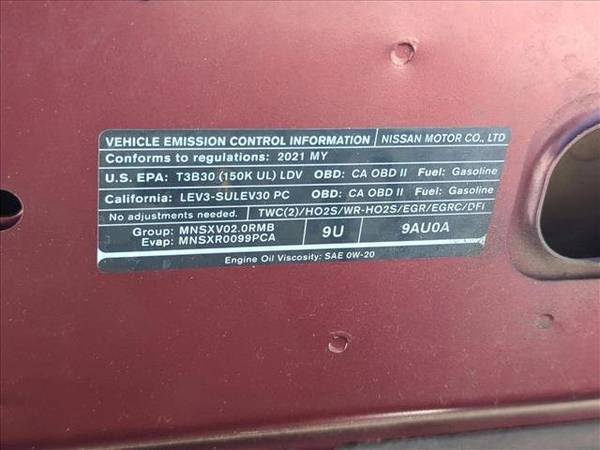 VEHICLE EMISSION CONTROL INFORMATION NISSAN MOTOR CO., LTD
Conforms to regulations: 2021 MY
U.S. EPA: T3B30 (150K UL) LDV OBD: CA OBD II Fuel: Gasoline
California: LEV3-SULEV30 PC OBD: CA OBD II Fuel: Gasoline
No adjustments needed. TWC(2)/HO2S/WR-HO2S/EGR/EGRC/DFI
Group: MNSXV02.0RMB
Evap: MNSXR0099PCA
9U
9AU0A
Engine Oil Viscosity: SAE 0W-20